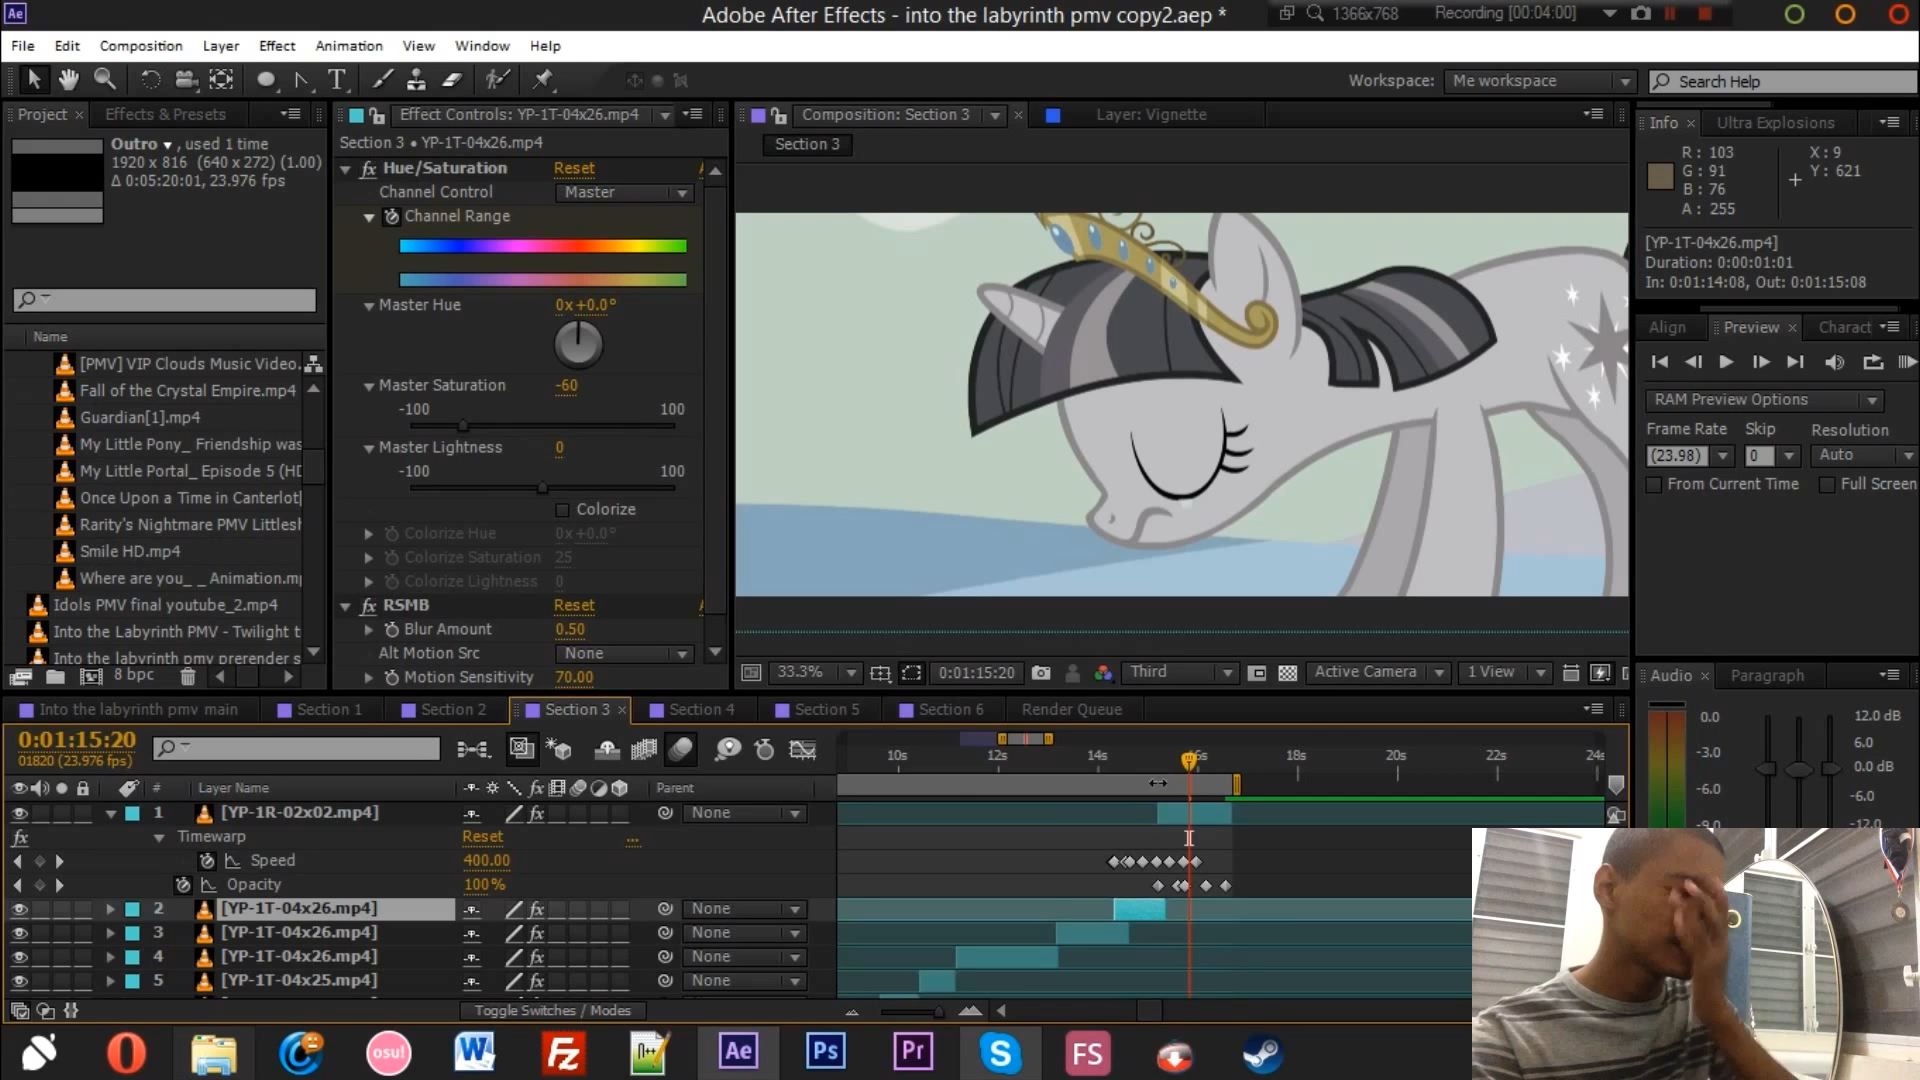 Ae
Adobe After Effects - into the labyrinth pmv copy2.aep *
1366x768
Recording [00:04:00]
File Edit Composition Layer Effect Animation View Window Help
Workspace: Me workspace
Search Help
Project Effects & Presets
Outro , used 1 time
1920 x 816 (640 x 272) (1.00)
Δ 0:05:20:01, 23.976 fps
Name
[PMV] VIP Clouds Music Video.
Fall of the Crystal Empire.mp4
Guardian[1].mp4
My Little Pony_ Friendship was
My Little Portal_ Episode 5 (HD
Once Upon a Time in Canterlot[
Rarity's Nightmare PMV Littlesh
Smile HD.mp4
Where are you_ _ Animation.mp
Idols PMV final youtube_2.mp4
Into the Labyrinth PMV - Twilight t
Into the labyrinth pmv prerender s
8 bpc
Effect Controls: YP-1T-04x26.mp4
Section 3 • YP-1T-04x26.mp4
fx Hue/Saturation Reset
Channel Control Master
Channel Range
Master Hue 0x +0.0°
Master Saturation -60
-100 100
Master Lightness 0
-100 100
Colorize
Colorize Hue 0x +0.0°
Colorize Saturation 25
Colorize Lightness 0
fx RSMB Reset
Blur Amount 0.50
Alt Motion Src None
Motion Sensitivity 70.00
Composition: Section 3
Layer: Vignette
Section 3
33.3% 0:01:15:20 Third Active Camera 1 View
Info Ultra Explosions
R: 103 X: 9
G: 91 Y: 621
B: 76
A: 255
[YP-1T-04x26.mp4]
Duration: 0:00:01:01
In: 0:01:14:08, Out: 0:01:15:08
Align Preview Charact
RAM Preview Options
Frame Rate Skip Resolution
(23.98) 0 Auto
From Current Time Full Screen
Audio Paragraph
0.0 12.0 dB
-3.0 6.0
0.0 dB
-6.0 -6.0
-9.0 -12.0
Into the labyrinth pmv main Section 1 Section 2 Section 3 Section 4 Section 5 Section 6 Render Queue
0:01:15:20
01820 (23.976 fps)
10s 12s 14s 16s 18s 20s 22s 24s
# Layer Name fx Parent
1 [YP-1R-02x02.mp4] fx None
fx Timewarp Reset ...
Speed 400.00
Opacity 100%
2 [YP-1T-04x26.mp4] fx None
3 [YP-1T-04x26.mp4] fx None
4 [YP-1T-04x26.mp4] fx None
5 [YP-1T-04x25.mp4] fx None
Toggle Switches / Modes
osu! W Fz N++ Ae Ps Pr S FS